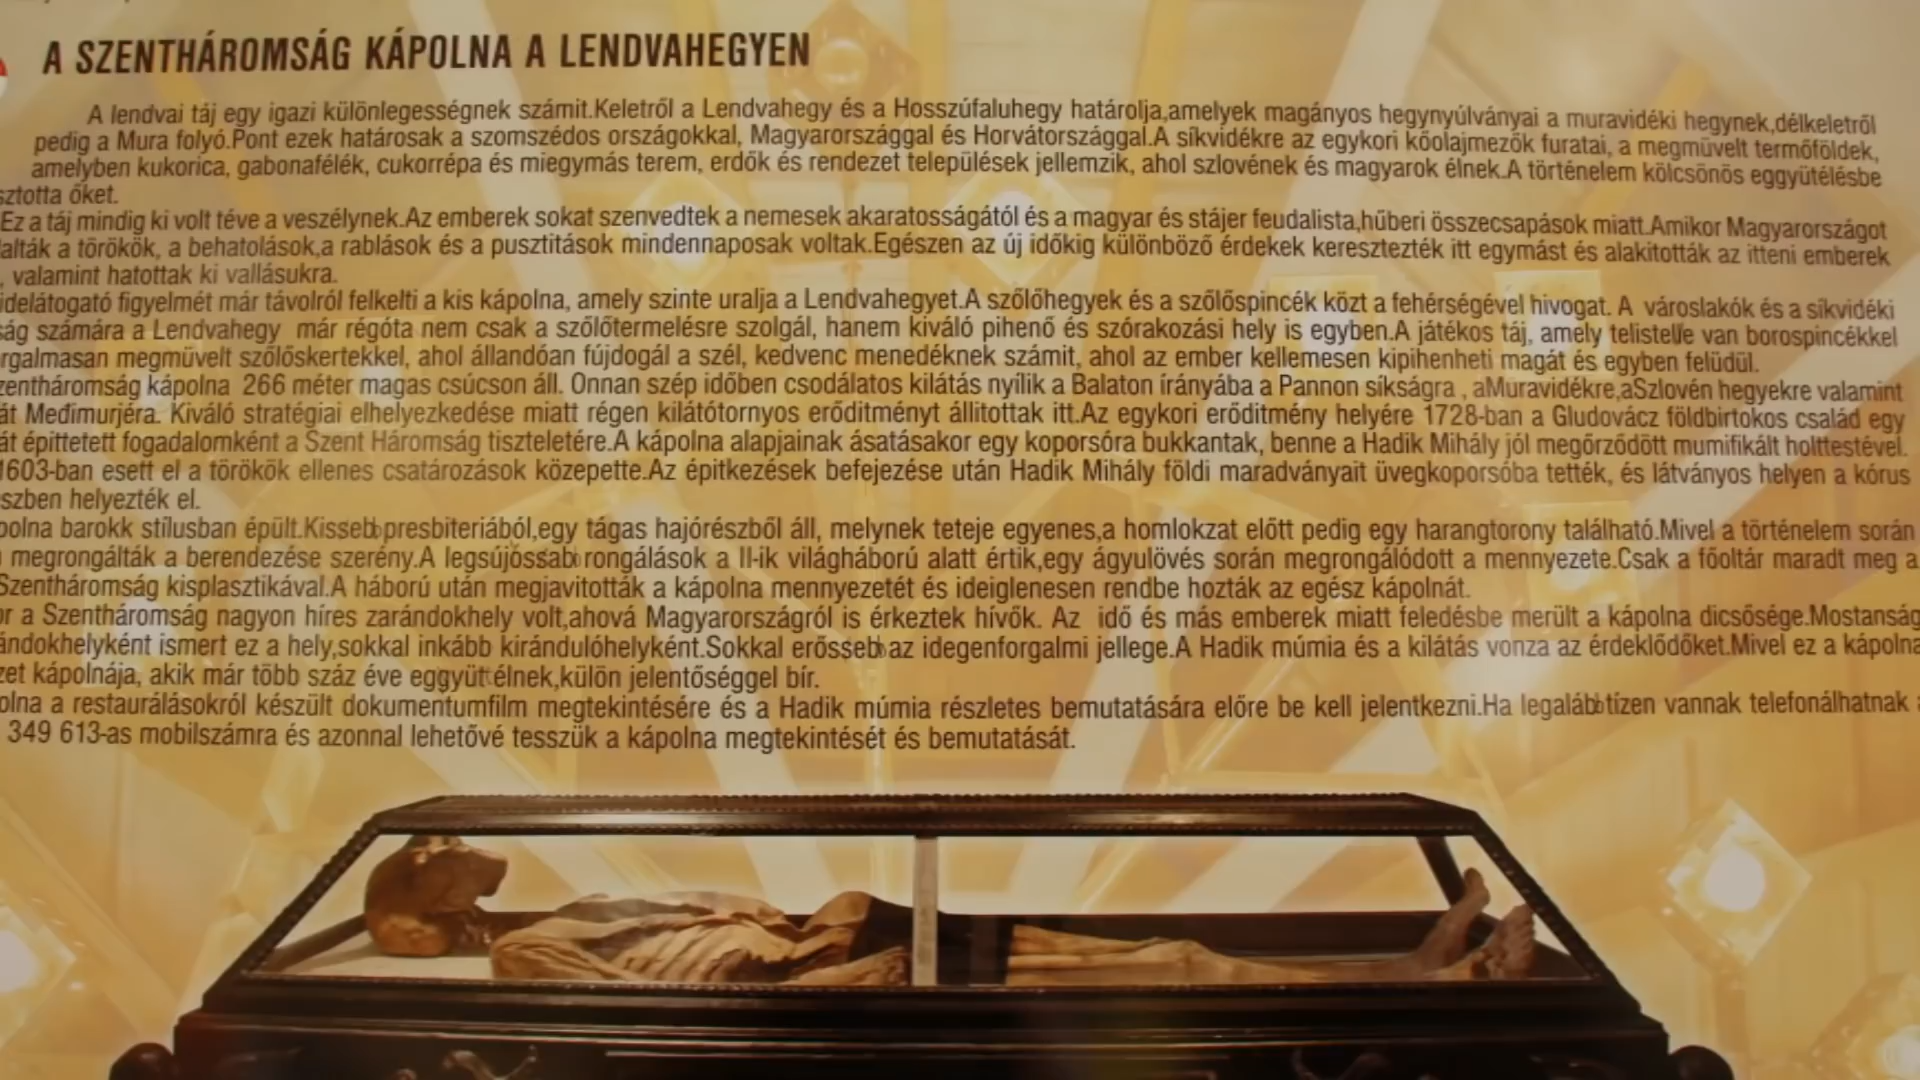 A SZENTHÁROMSÁG KÁPOLNA A LENDVAHEGYEN
A lendvai táj egy igazi különlegességnek számit.Keletről a Lendvahegy és a Hosszúfaluhegy határolja,amelyek magányos hegynyúlványai a muravidéki hegynek,délkeletről
pedig a Mura folyó.Pont ezek határosak a szomszédos országokkal, Magyarországgal és Horvátországgal.A síkvidékre az egykori kőolajmezők furatai, a megmüvelt termőföldek,
amelyben kukorica, gabonafélék, cukorrépa és miegymás terem, erdők és rendezet települések jellemzik, ahol szlovének és magyarok élnek.A történelem kölcsönös eggyütélésbe
sztotta őket.
Ez a táj mindig ki volt téve a veszélynek.Az emberek sokat szenvedtek a nemesek akaratosságától és a magyar és stájer feudalista,hűberi összecsapások miatt.Amikor Magyarországot
lalták a törökök, a behatolások,a rablások és a pusztitások mindennaposak voltak.Egészen az új időkig különböző érdekek keresztezték itt egymást és alakitották az itteni emberek
, valamint hatottak ki vallásukra.
idelátogató figyelmét már távolról felkelti a kis kápolna, amely szinte uralja a Lendvahegyet.A szőlőhegyek és a szőlőspincék közt a fehérségével hivogat. A városlakók és a síkvidéki
ság számára a Lendvahegy már régóta nem csak a szőlőtermelésre szolgál, hanem kiváló pihenő és szórakozási hely is egyben.A játékos táj, amely telistele van borospincékkel
rgalmasan megmüvelt szőlőskertekkel, ahol állandóan fújdogál a szél, kedvenc menedéknek számit, ahol az ember kellemesen kipihenheti magát és egyben felüdül.
zentháromság kápolna 266 méter magas csúcson áll. Onnan szép időben csodálatos kilátás nyílik a Balaton írányába a Pannon síkságra , aMuravidékre,aSzlovén hegyekre valamint
át Međimurjéra. Kiváló stratégiai elhelyezkedése miatt régen kilátótornyos erőditményt állitottak itt.Az egykori erőditmény helyére 1728-ban a Gludovácz földbirtokos család egy
át épittetett fogadalomként a Szent Háromság tiszteletére.A kápolna alapjainak ásatásakor egy koporsóra bukkantak, benne a Hadik Mihály jól megőrződött mumifikált holttestével.
1603-ban esett el a törökök ellenes csatározások közepette.Az épitkezések befejezése után Hadik Mihály földi maradványait üvegkoporsóba tették, és látványos helyen a kórus
szben helyezték el.
polna barokk stílusban épült.Kissebb presbiteriából,egy tágas hajórészből áll, melynek teteje egyenes,a homlokzat előtt pedig egy harangtorony található.Mivel a történelem során
megrongálták a berendezése szerény.A legsújóssabb rongálások a II-ik világháború alatt értik,egy ágyulövés során megrongálódott a mennyezete.Csak a főoltár maradt meg a
Szentháromság kisplasztikával.A háború után megjavitották a kápolna mennyezetét és ideiglenesen rendbe hozták az egész kápolnát.
or a Szentháromság nagyon híres zarándokhely volt,ahová Magyarországról is érkeztek hívők. Az idő és más emberek miatt feledésbe merült a kápolna dicsősége.Mostanság
ándokhelyként ismert ez a hely,sokkal inkább kirándulóhelyként.Sokkal erőssebb az idegenforgalmi jellege.A Hadik múmia és a kilátás vonza az érdeklődőket.Mivel ez a kápolna
zet kápolnája, akik már több száz éve eggyütt élnek,külön jelentőséggel bír.
olna a restaurálásokról készült dokumentumfilm megtekintésére és a Hadik múmia részletes bemutatására előre be kell jelentkezni.Ha legalább tízen vannak telefonálhatnak a
349 613-as mobilszámra és azonnal lehetővé tesszük a kápolna megtekintését és bemutatását.